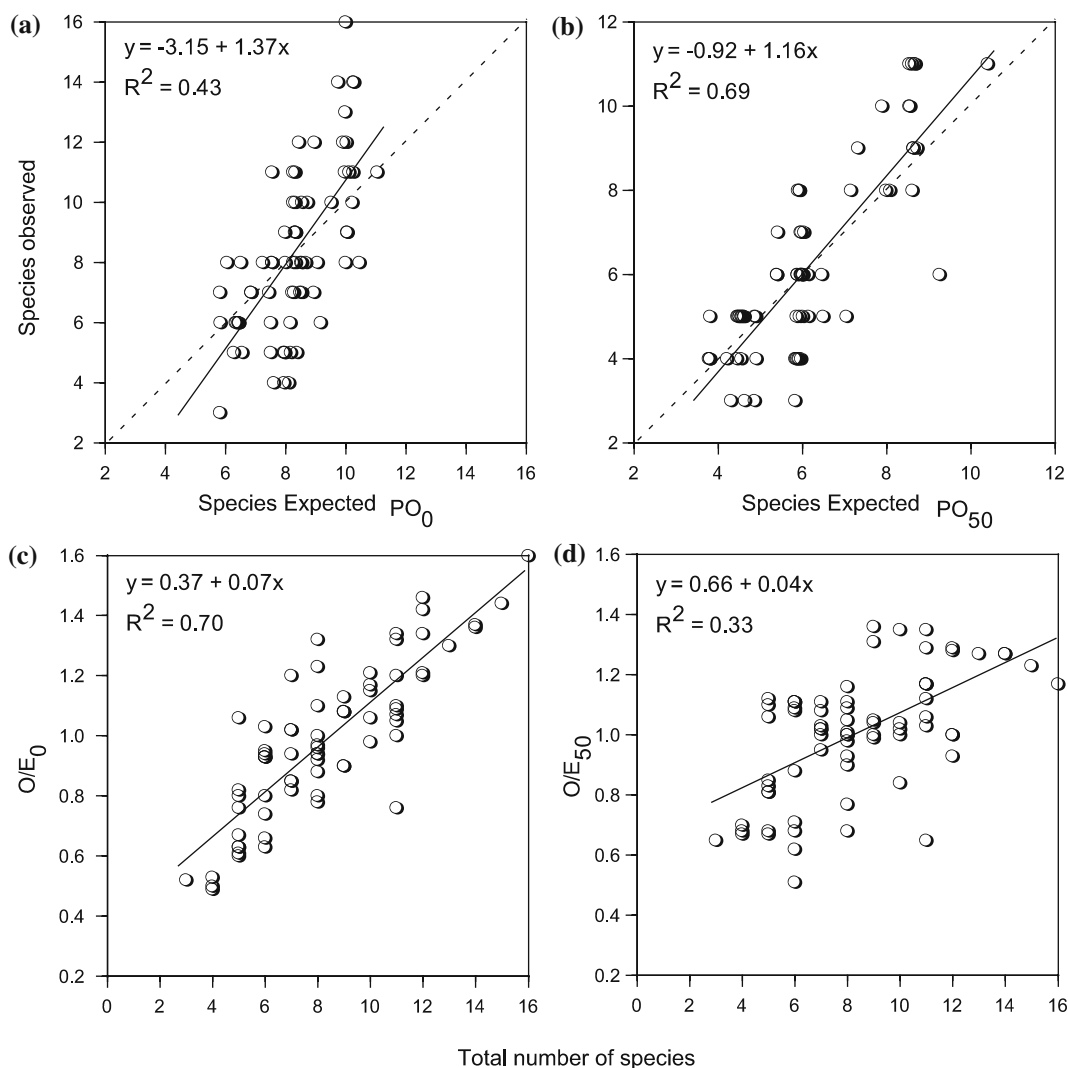 (a)
y = -3.15 + 1.37x
R2 = 0.43
16
14
12
10
8
6
4
2
Species observed
2 4 6 8 10 12 14 16
Species Expected PO0
(b)
y = -0.92 + 1.16x
R2 = 0.69
12
10
8
6
4
2
2 4 6 8 10 12
Species Expected PO50
(c)
y = 0.37 + 0.07x
R2 = 0.70
1.6
1.4
1.2
1.0
0.8
0.6
0.4
0.2
O/E0
0 2 4 6 8 10 12 14 16
(d)
y = 0.66 + 0.04x
R2 = 0.33
1.6
1.4
1.2
1.0
0.8
0.6
0.4
0.2
O/E50
0 2 4 6 8 10 12 14 16
Total number of species